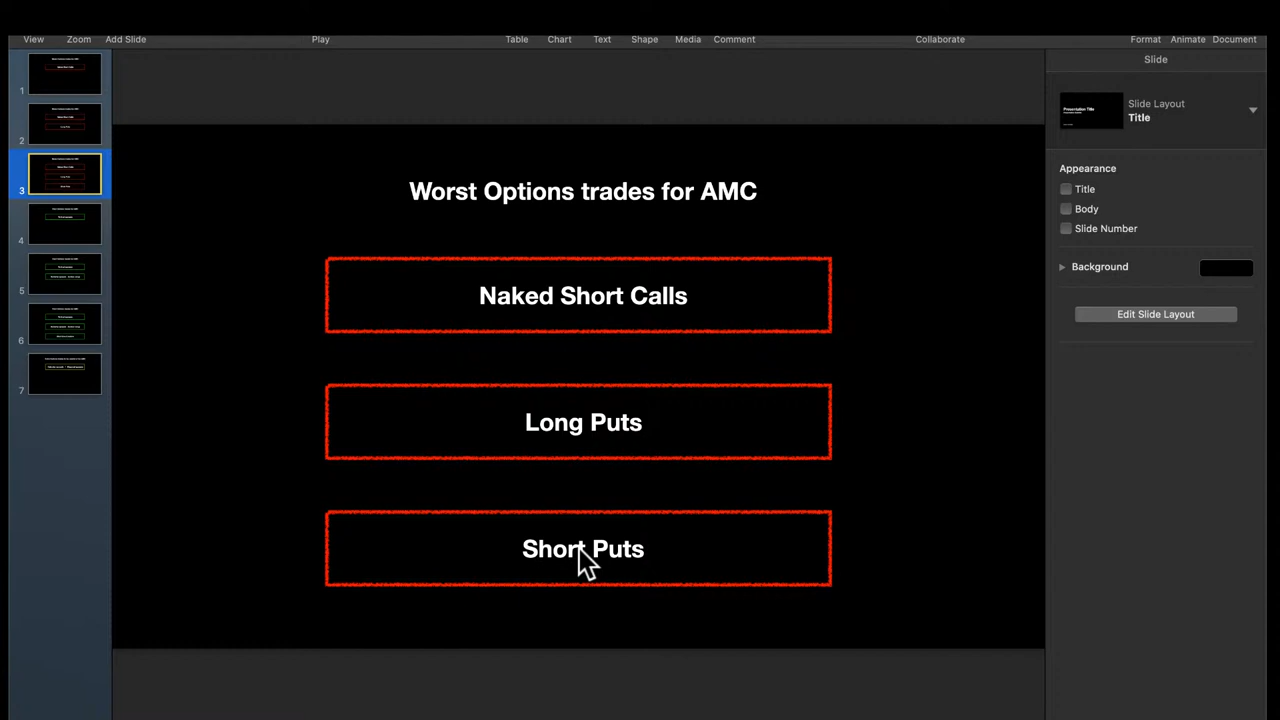 View Zoom Add Slide Play Table Chart Text Shape Media Comment Collaborate Format Animate Document
Slide
Slide Layout
Title
Presentation Title
Appearance
Title
Body
Slide Number
Background
Edit Slide Layout
1
2
3
4
5
6
7
Worst Options trades for AMC
Naked Short Calls
Long Puts
Short Puts